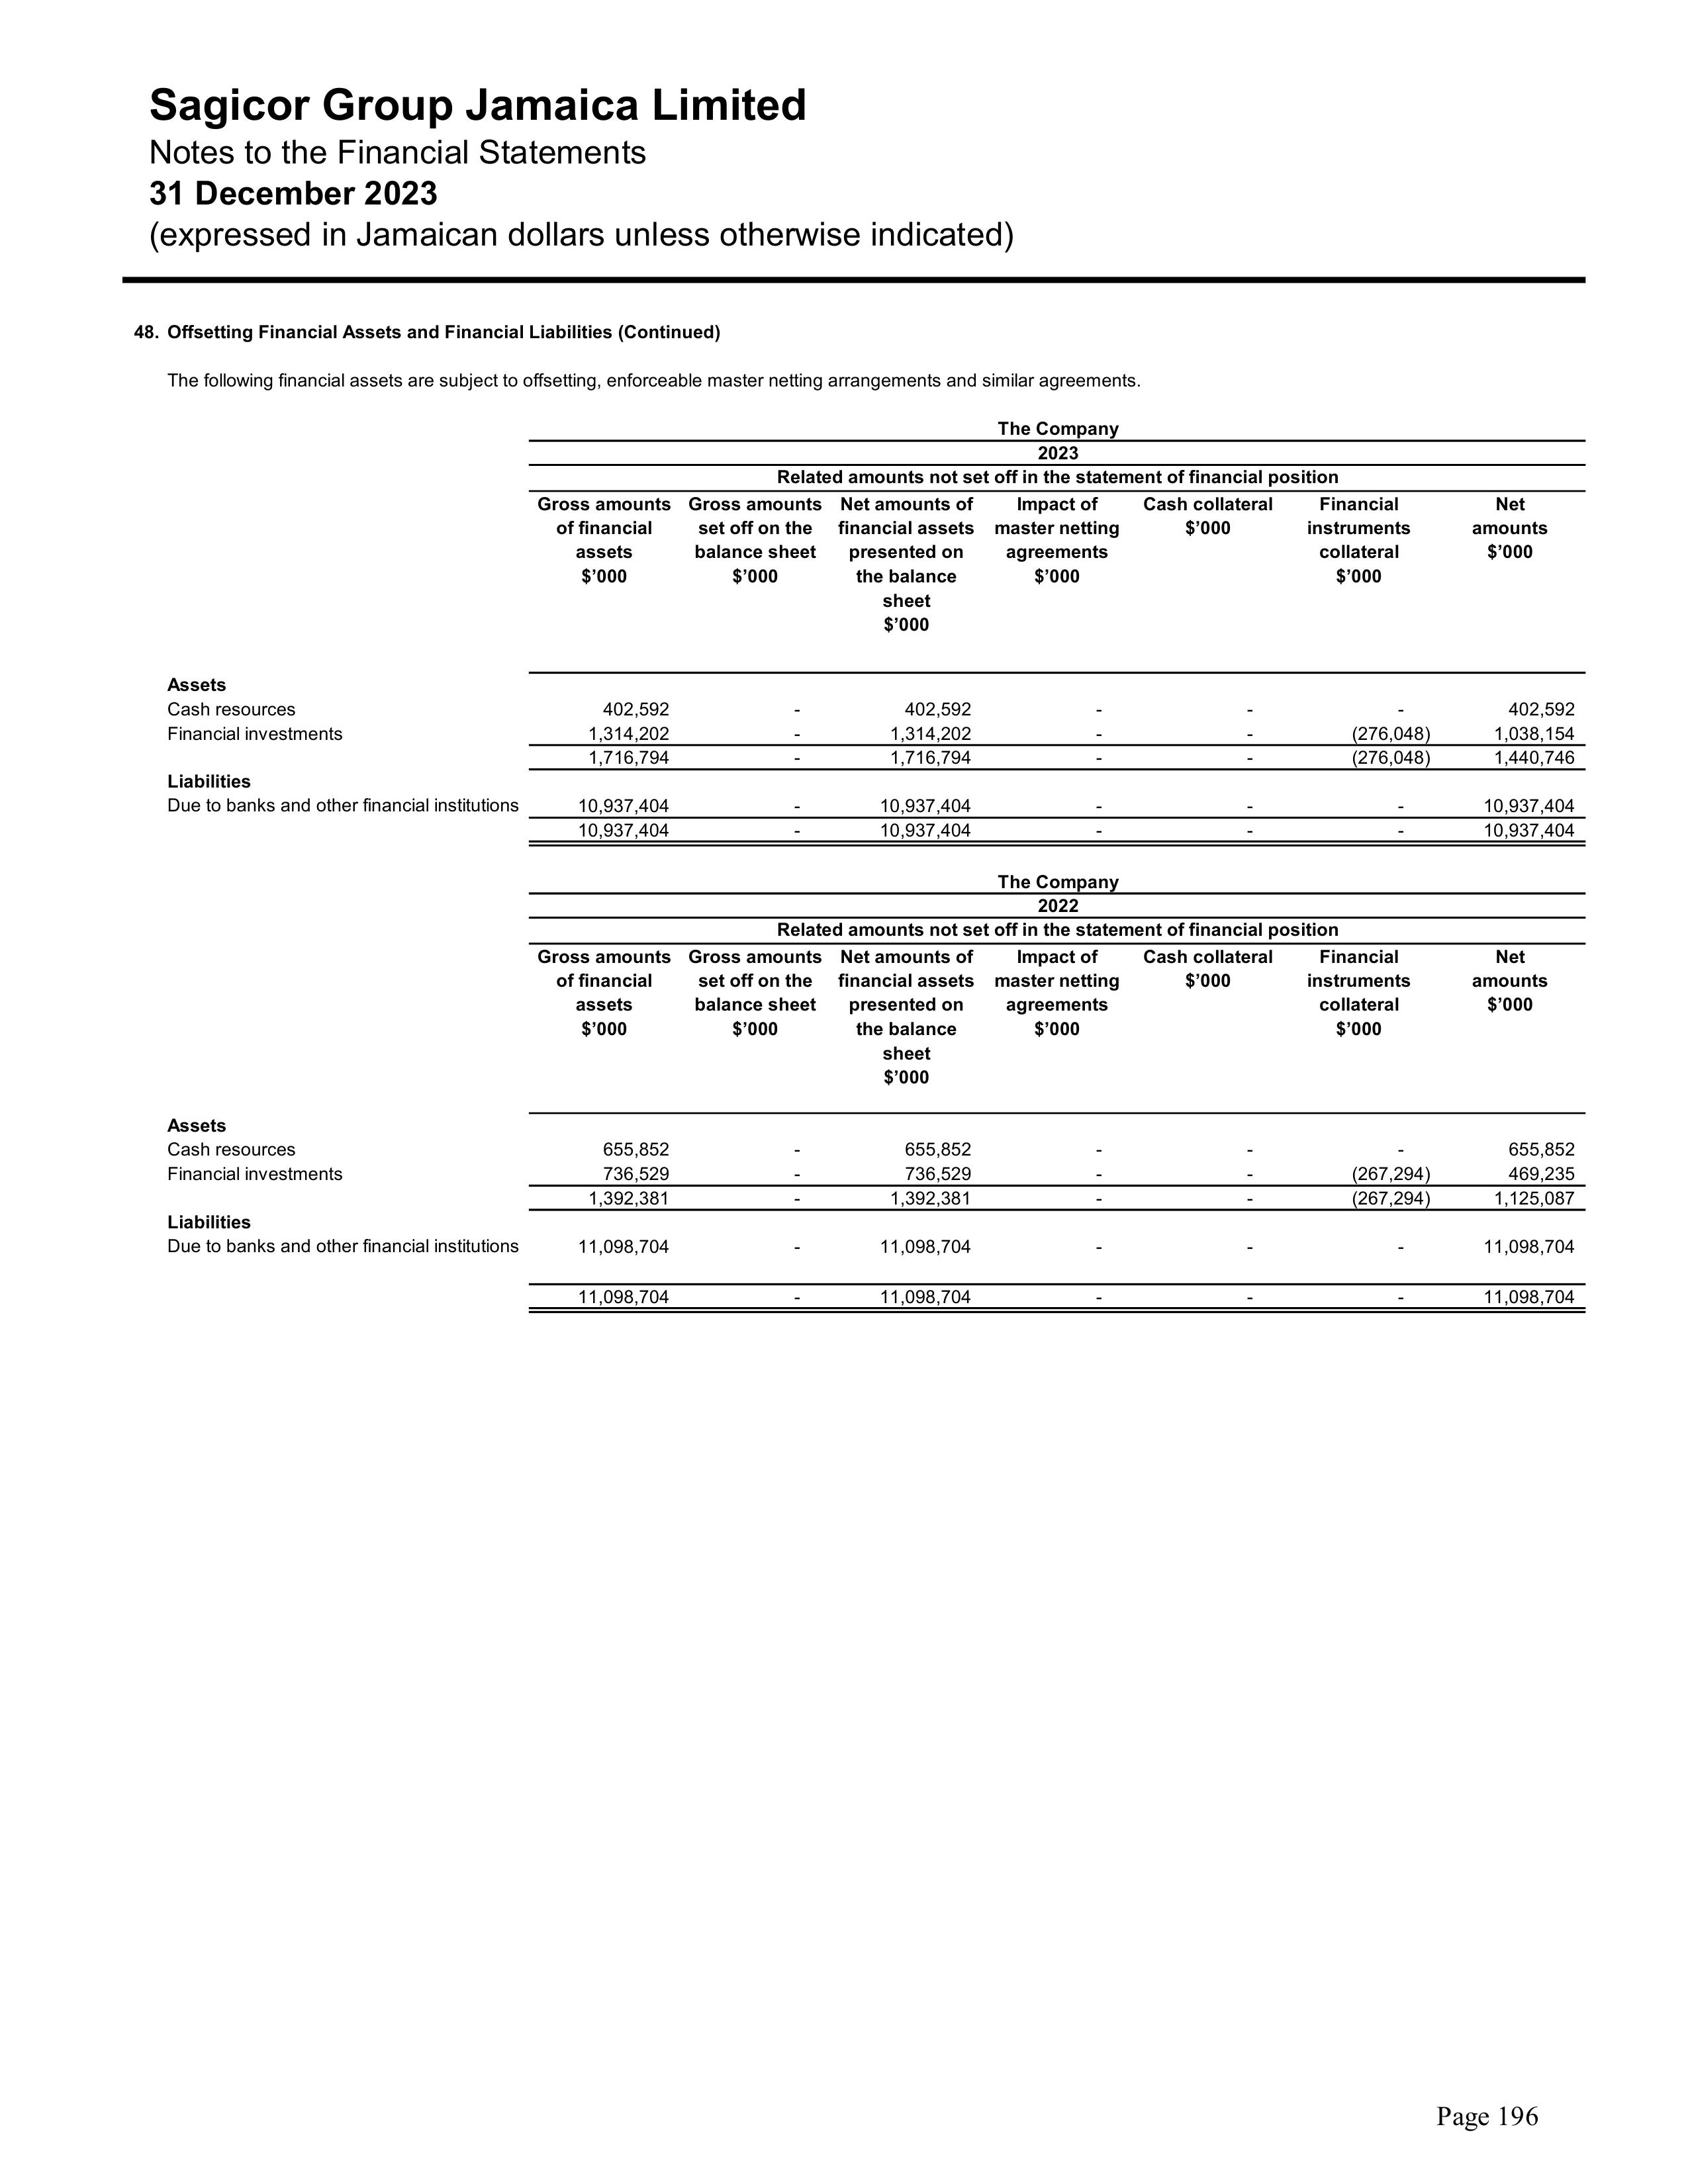 Sagicor Group Jamaica Limited
Notes to the Financial Statements
31 December 2023
(expressed in Jamaican dollars unless otherwise indicated)
48. Offsetting Financial Assets and Financial Liabilities (Continued)
The following financial assets are subject to offsetting, enforceable master netting arrangements and similar agreements.
The Company
2023
Related amounts not set off in the statement of financial position
Gross amounts Gross amounts Net amounts of Impact of Cash collateral Financial Net
of financial set off on the financial assets master netting $’000 instruments amounts
assets balance sheet presented on agreements collateral $’000
$’000 $’000 the balance $’000 $’000
sheet
$’000
Assets
Cash resources 402,592 - 402,592 - - - 402,592
Financial investments 1,314,202 - 1,314,202 - - (276,048) 1,038,154
1,716,794 - 1,716,794 - - (276,048) 1,440,746
Liabilities
Due to banks and other financial institutions 10,937,404 - 10,937,404 - - - 10,937,404
10,937,404 - 10,937,404 - - - 10,937,404
The Company
2022
Related amounts not set off in the statement of financial position
Gross amounts Gross amounts Net amounts of Impact of Cash collateral Financial Net
of financial set off on the financial assets master netting $’000 instruments amounts
assets balance sheet presented on agreements collateral $’000
$’000 $’000 the balance $’000 $’000
sheet
$’000
Assets
Cash resources 655,852 - 655,852 - - - 655,852
Financial investments 736,529 - 736,529 - - (267,294) 469,235
1,392,381 - 1,392,381 - - (267,294) 1,125,087
Liabilities
Due to banks and other financial institutions 11,098,704 - 11,098,704 - - - 11,098,704
11,098,704 - 11,098,704 - - - 11,098,704
Page 196